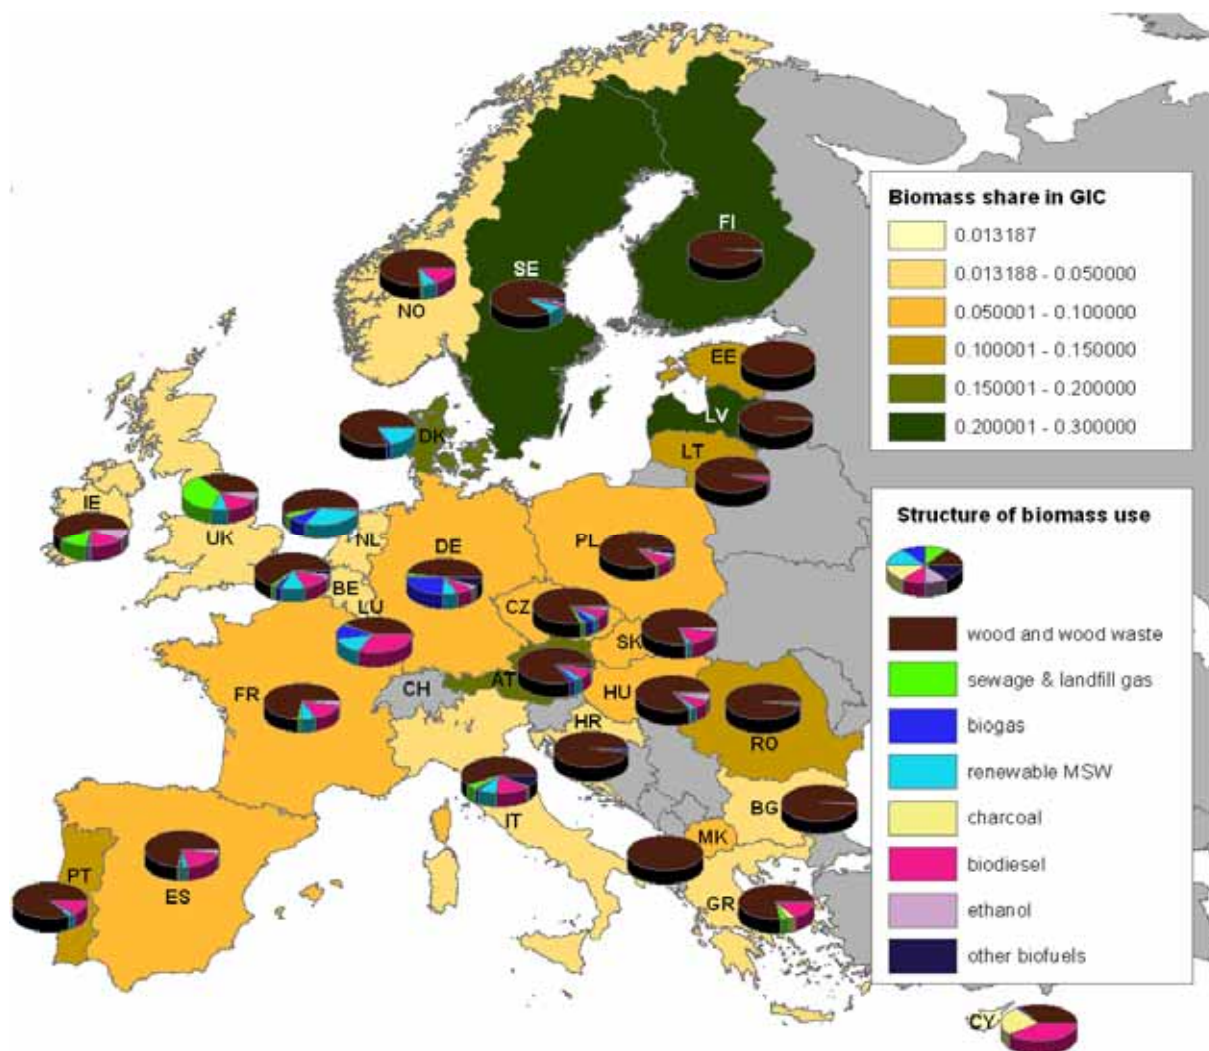 FI
SE
NO
EE
LV
DK
LT
IE
UK
NL
DE
PL
BE
LU
CZ
SK
CH
AT
HU
FR
HR
RO
IT
BG
MK
PT
ES
GR
CY
Biomass share in GIC
0.013187
0.013188 - 0.050000
0.050001 - 0.100000
0.100001 - 0.150000
0.150001 - 0.200000
0.200001 - 0.300000
Structure of biomass use
wood and wood waste
sewage & landfill gas
biogas
renewable MSW
charcoal
biodiesel
ethanol
other biofuels